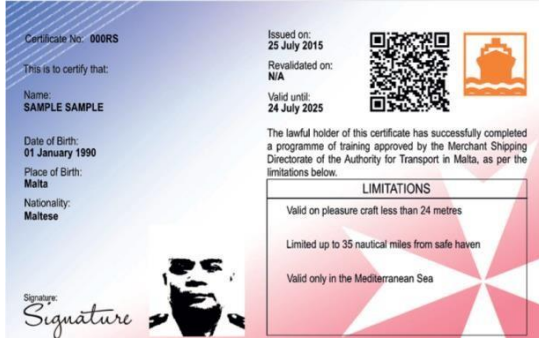 Certificate No: 000RS
This is to certify that:
Name:
SAMPLE SAMPLE
Date of Birth:
01 January 1990
Place of Birth:
Malta
Nationality:
Maltese
Signature:
Signature
Issued on:
25 July 2015
Revalidated on:
N/A
Valid until:
24 July 2025
The lawful holder of this certificate has successfully completed
a programme of training approved by the Merchant Shipping
Directorate of the Authority for Transport in Malta, as per the
limitations below.
LIMITATIONS
Valid on pleasure craft less than 24 metres
Limited up to 35 nautical miles from safe haven
Valid only in the Mediterranean Sea